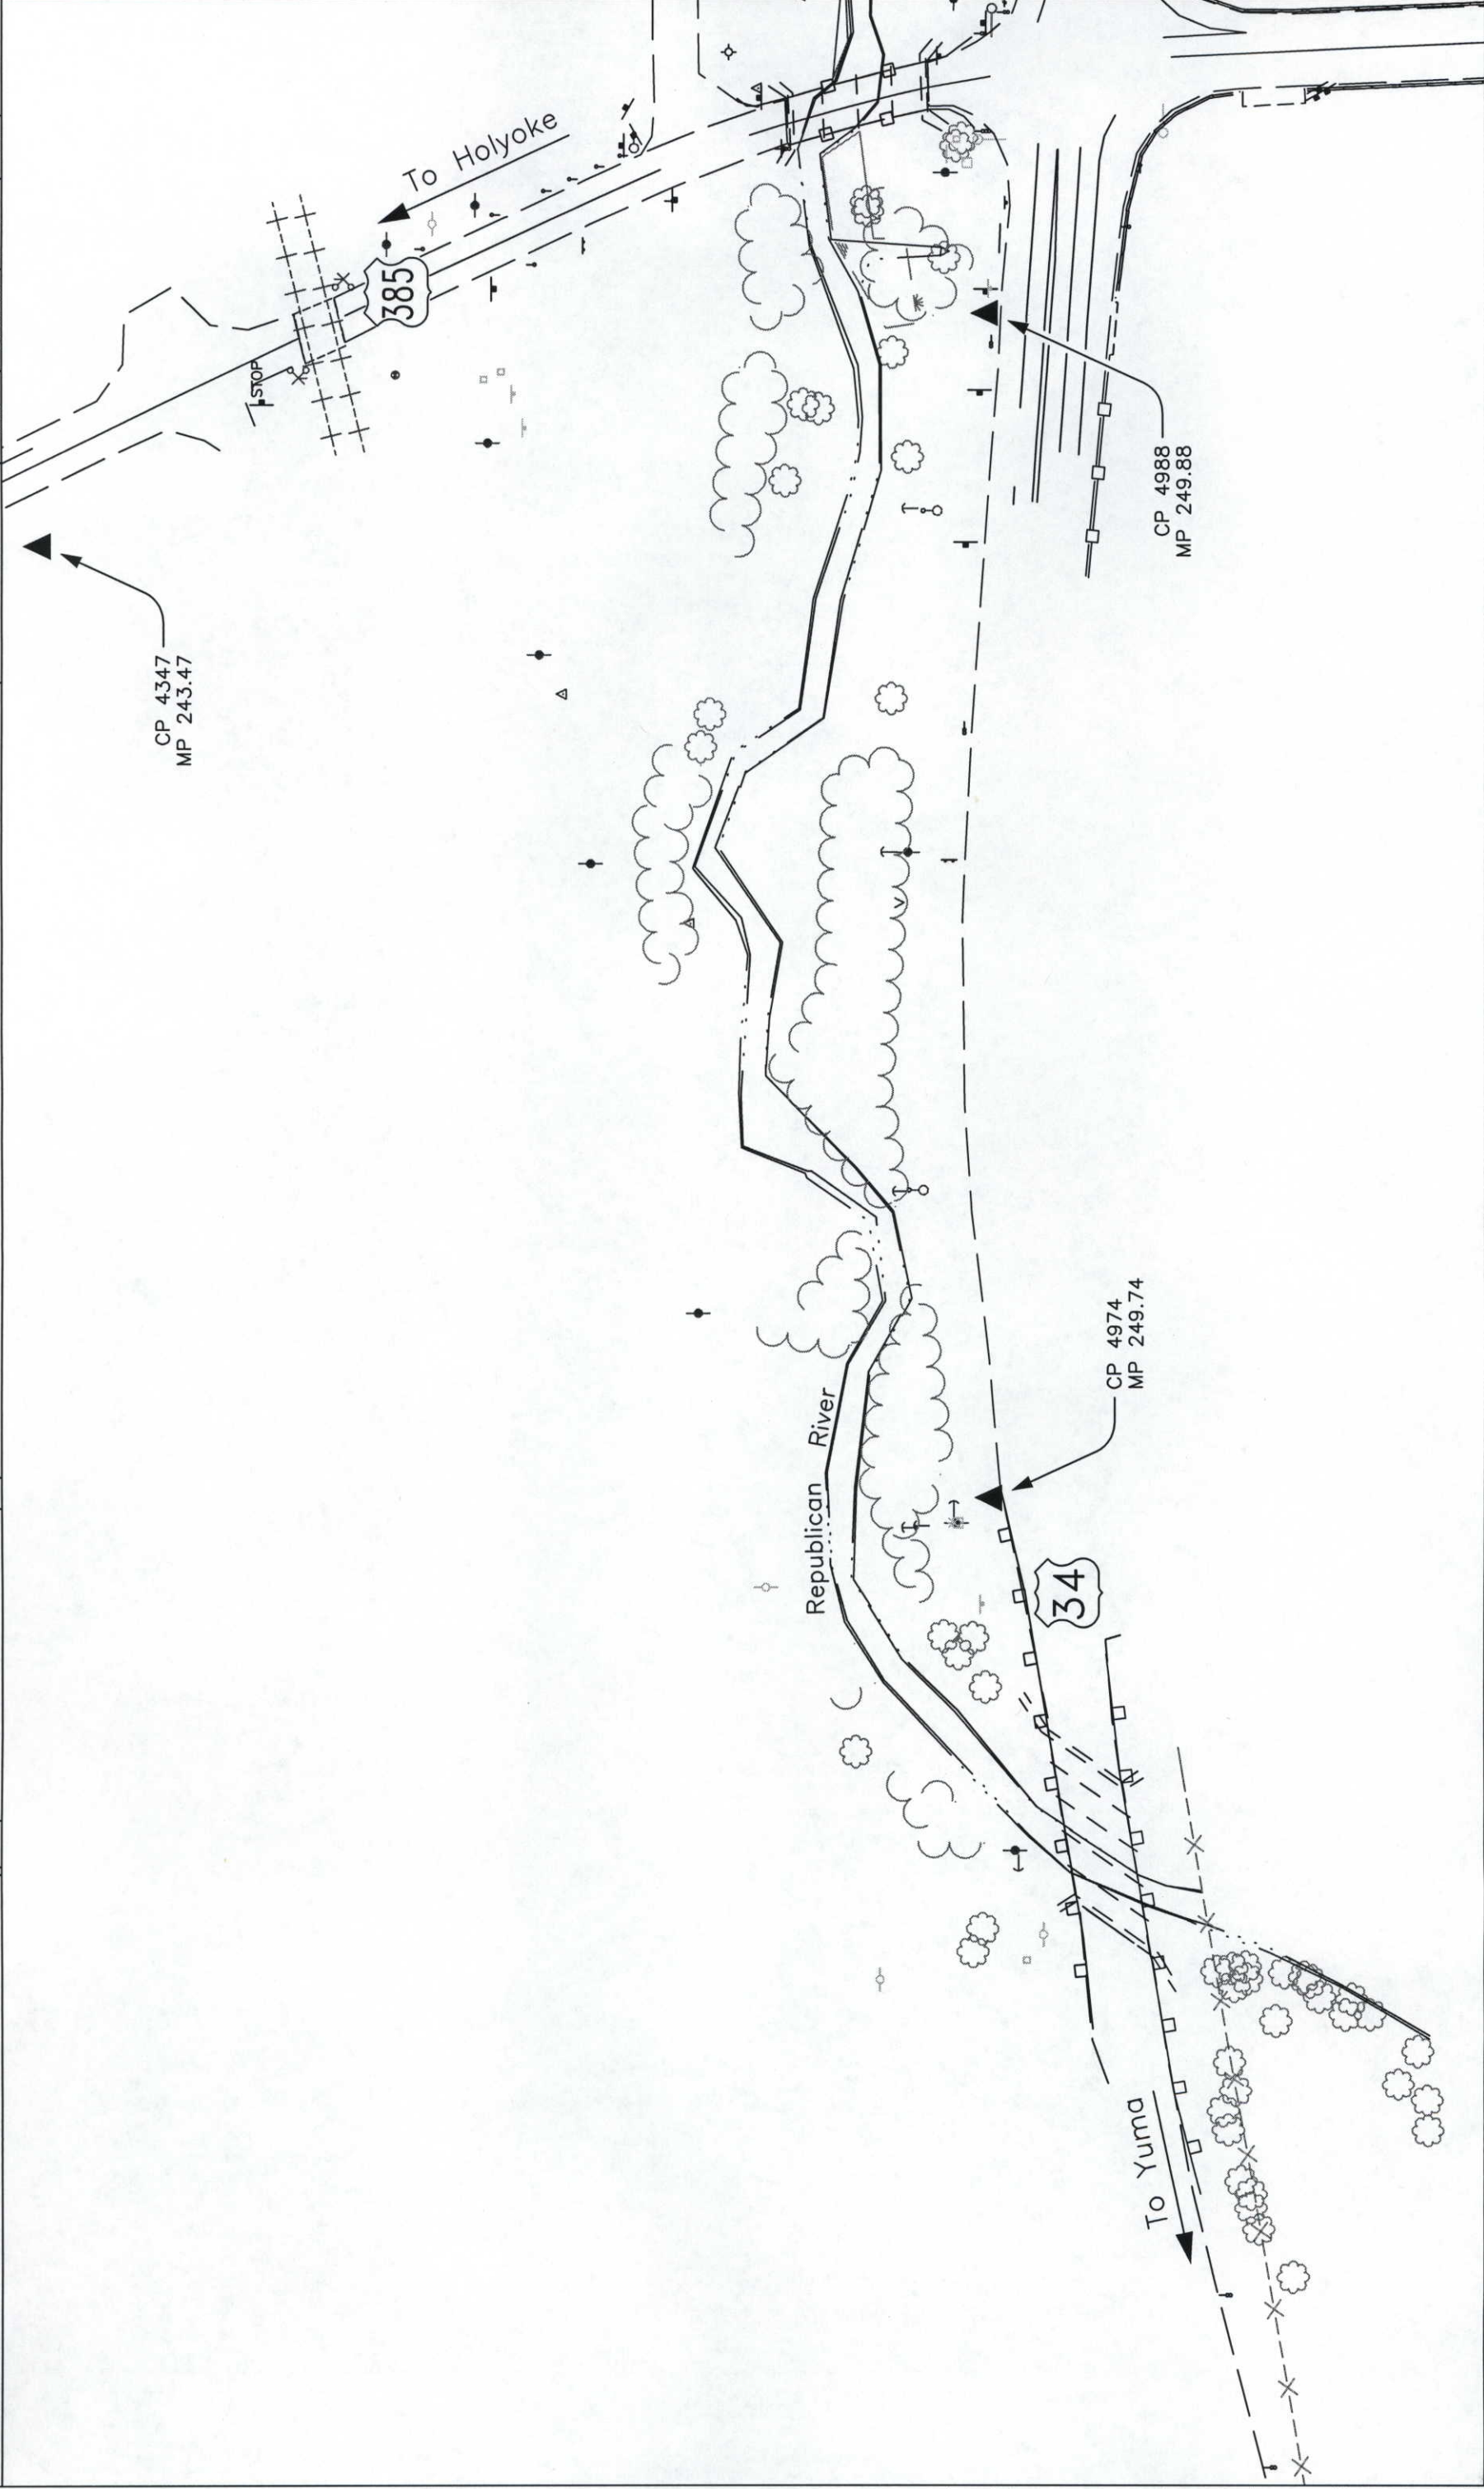 To Holyoke
385
STOP
CP 4347
MP 243.47
CP 4988
MP 249.88
Republican River
CP 4974
MP 249.74
34
To Yuma